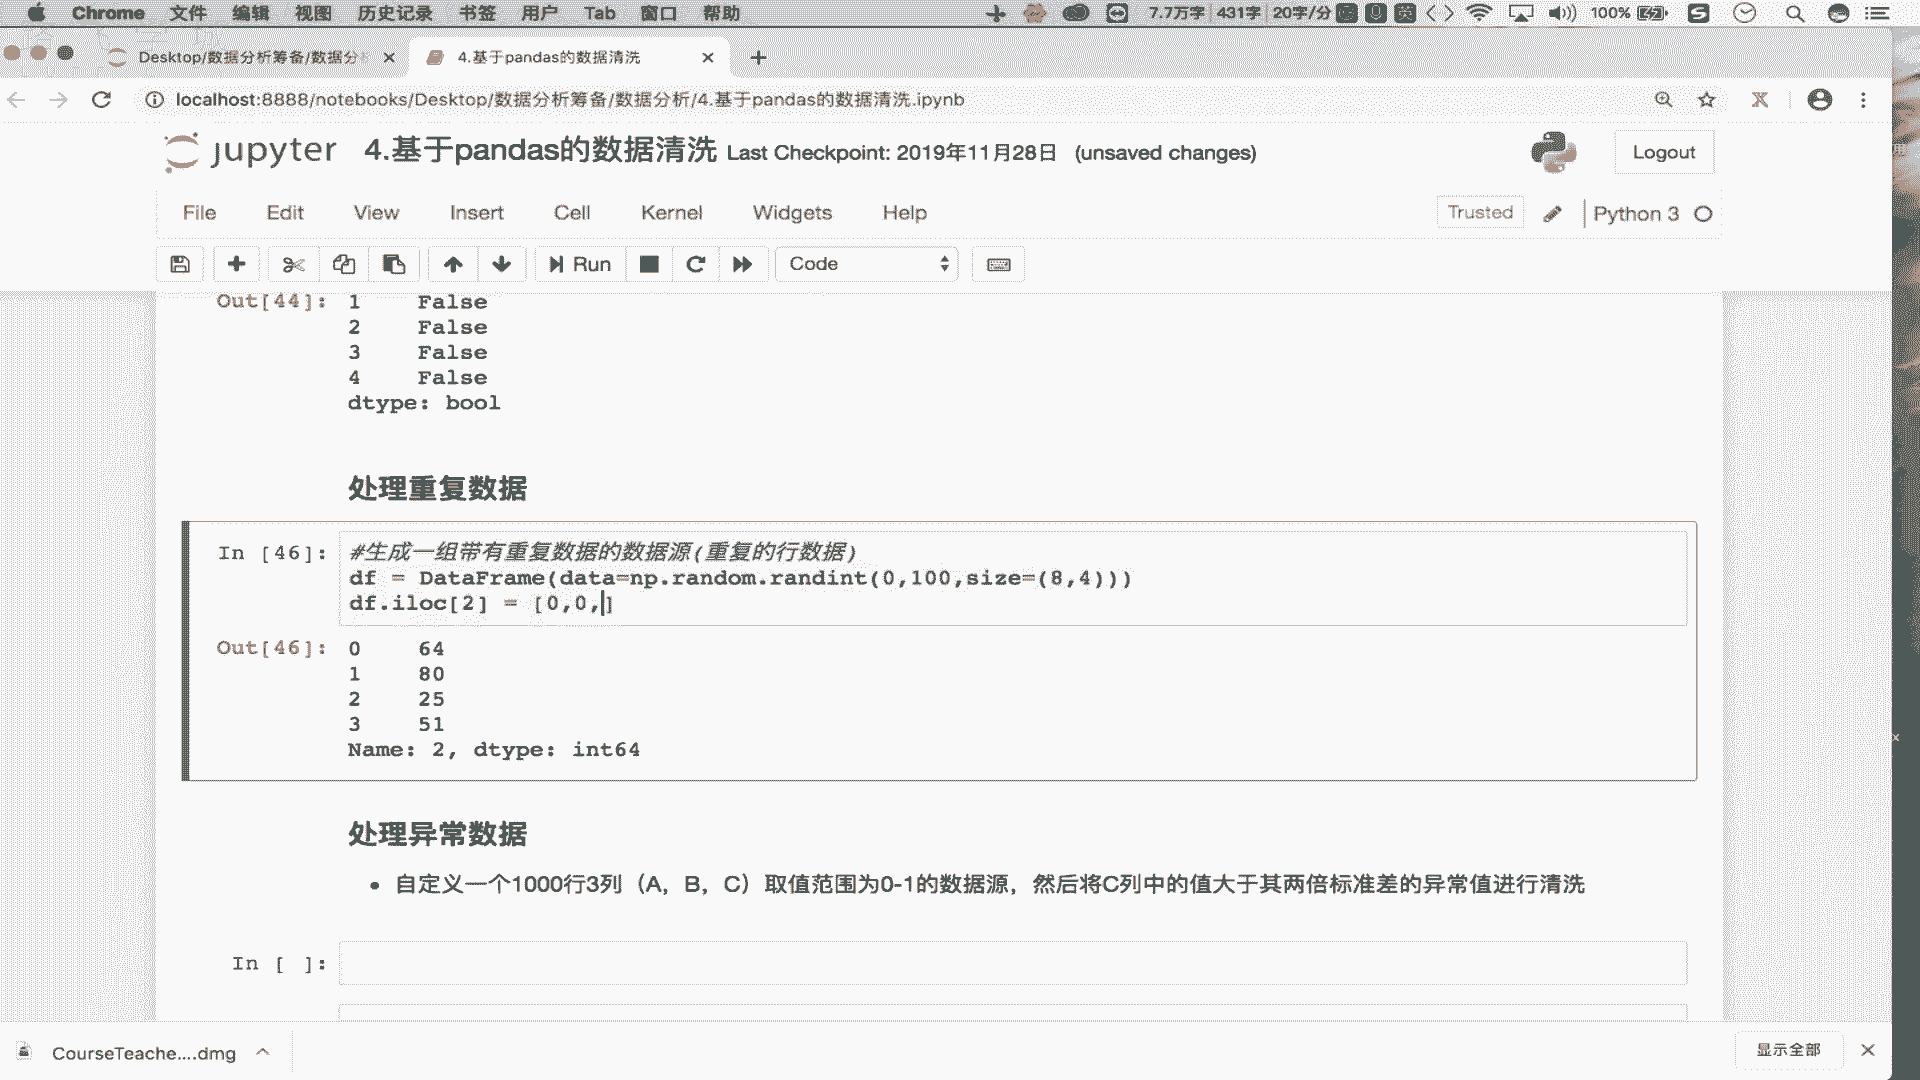 Chrome 文件 编辑 视图 历史记录 书签 用户 Tab 窗口 帮助 7.7万字 431字 20字/分 英 100%
Desktop/数据分析筹备/数据分
4.基于pandas的数据清洗
localhost:8888/notebooks/Desktop/数据分析筹备/数据分析/4.基于pandas的数据清洗.ipynb
jupyter 4.基于pandas的数据清洗 Last Checkpoint: 2019年11月28日 (unsaved changes)
Logout
File Edit View Insert Cell Kernel Widgets Help
Trusted Python 3
Run Code
Out[44]: 1 False
2 False
3 False
4 False
dtype: bool
处理重复数据
In [46]: #生成一组带有重复数据的数据源(重复的行数据)
df = DataFrame(data=np.random.randint(0,100,size=(8,4)))
df.iloc[2] = [0,0,]
Out[46]: 0 64
1 80
2 25
3 51
Name: 2, dtype: int64
处理异常数据
• 自定义一个1000行3列（A，B，C）取值范围为0-1的数据源，然后将C列中的值大于其两倍标准差的异常值进行清洗
In [ ]:
CourseTeache....dmg
显示全部